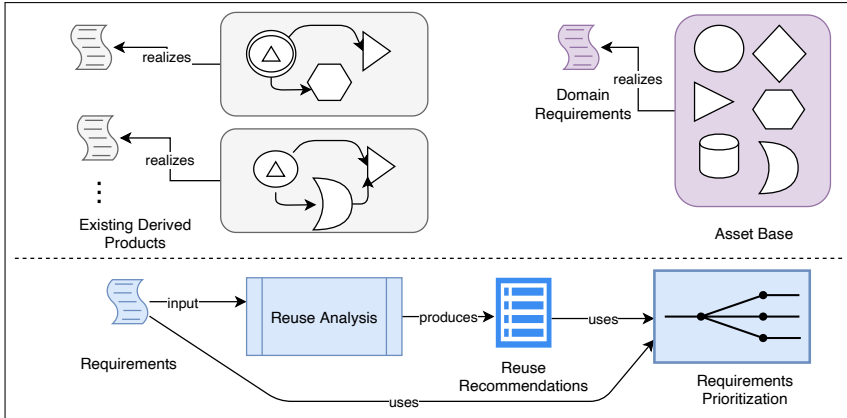 realizes
realizes
Domain
Requirements
realizes
⋮
Existing Derived
Products
Asset Base
input
Reuse Analysis
produces
uses
Requirements
Reuse
Recommendations
Requirements
Prioritization
uses